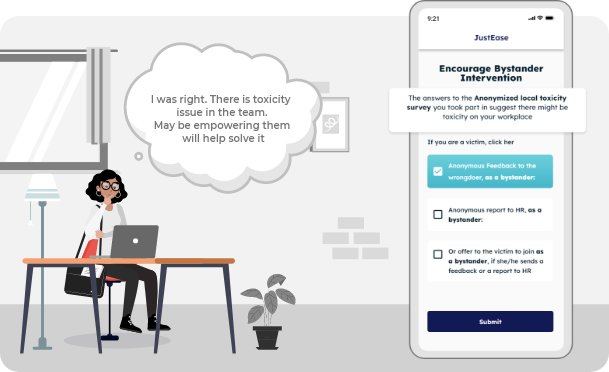 I was right. There is toxicity
issue in the team.
May be empowering them
will help solve it
9:21
JustEase
Encourage Bystander
Intervention
The answers to the Anonymized local toxicity
survey you took part in suggest there might be
toxicity on your workplace
If you are a victim, click her
Anonymous Feedback to the
wrongdoer, as a bystander:
Anonymous report to HR, as a
bystander:
Or offer to the victim to join as
a bystander, if she/he sends a
feedback or a report to HR
Submit